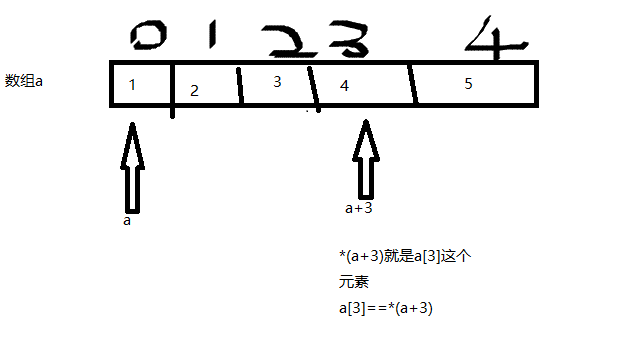 0 1 2 3 4
数组a
1 2 3 4 5
a
a+3
*(a+3)就是a[3]这个
元素
a[3]==*(a+3)